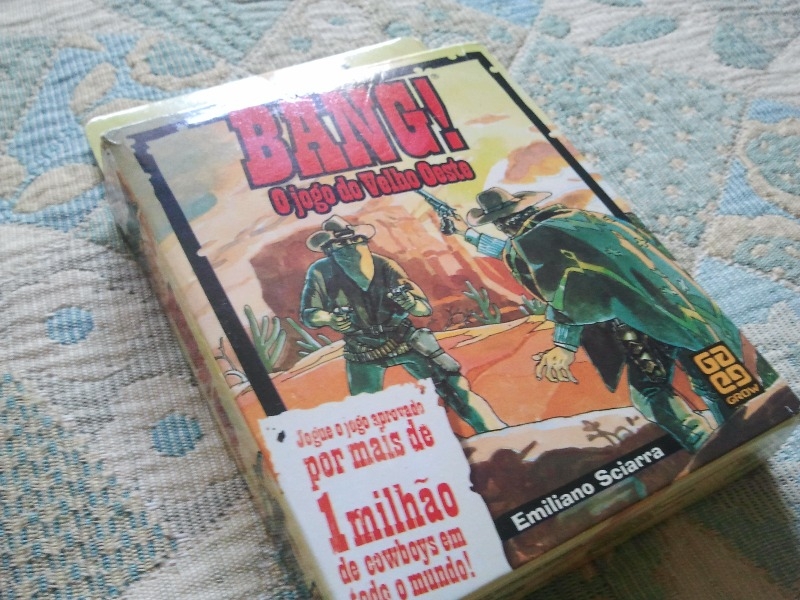 BANG!
O jogo do Velho Oeste
Jogue o jogo aprovado
por mais de
1 milhão
de cowboys em
todo o mundo!
Emiliano Sciarra
GROW